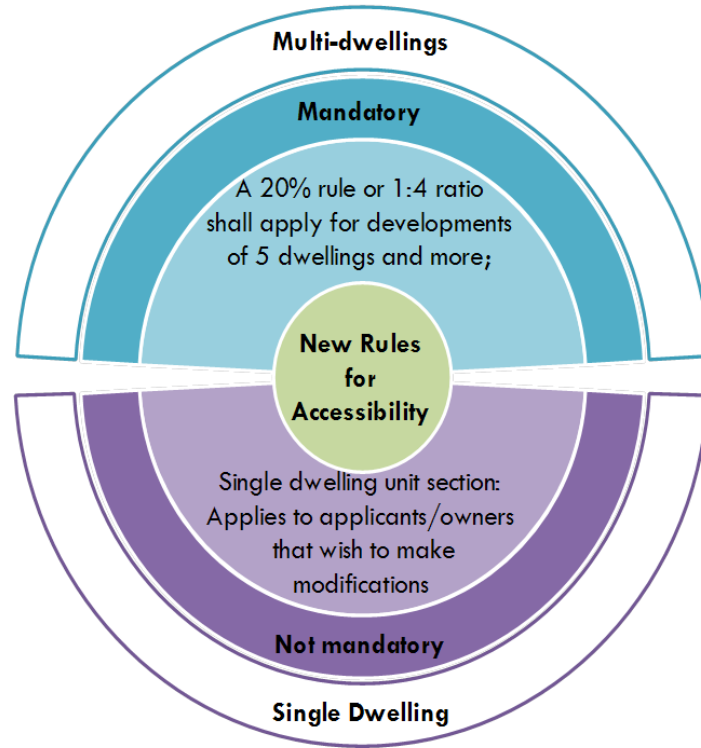 Multi-dwellings
Mandatory
A 20% rule or 1:4 ratio
shall apply for developments
of 5 dwellings and more;
New Rules
for
Accessibility
Single dwelling unit section:
Applies to applicants/owners
that wish to make
modifications
Not mandatory
Single Dwelling